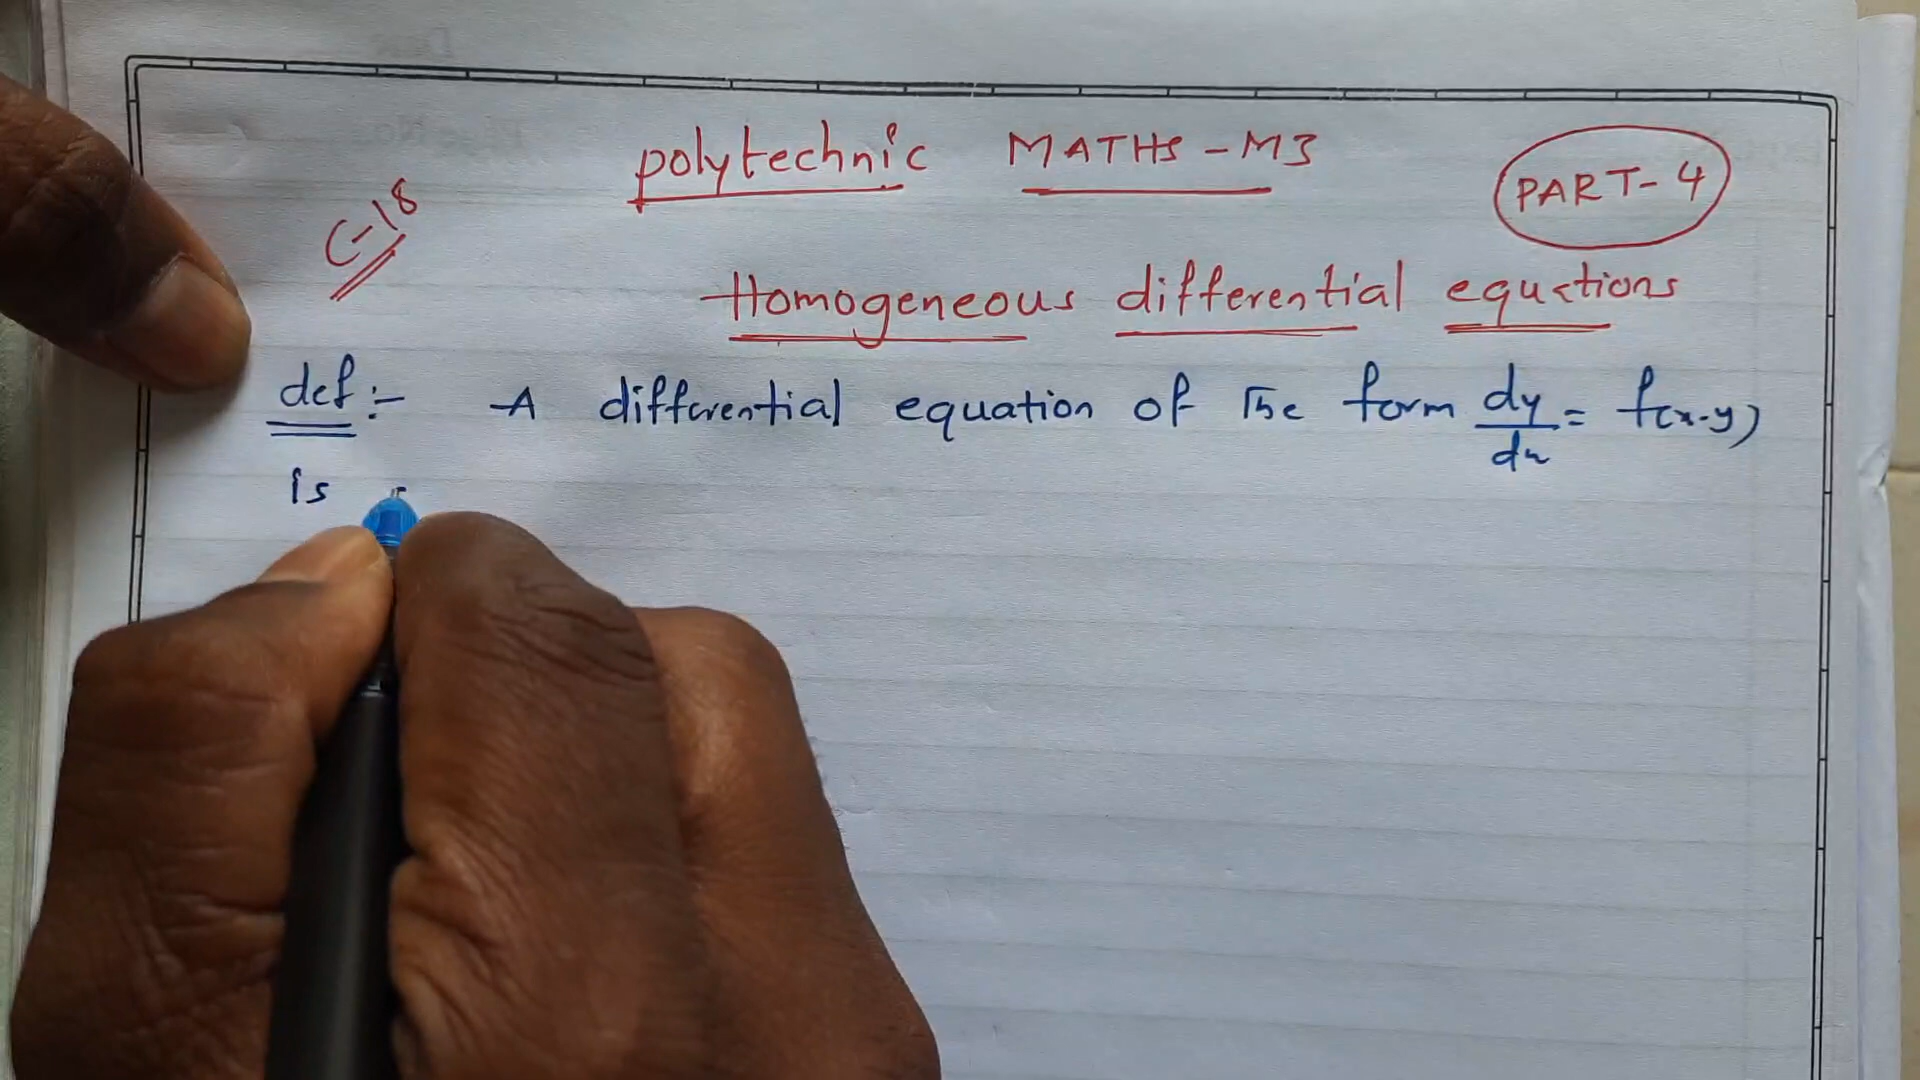 polytechnic MATHS - M3
C-18
PART- 4
Homogeneous differential equations
def:- A differential equation of the form dy/dx = f(x-y)
is